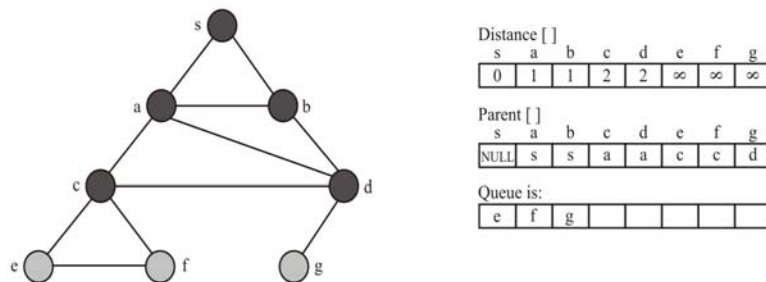 s
a
b
c
d
e
f
g
Distance [ ]
s a b c d e f g
0 1 1 2 2 ∞ ∞ ∞
Parent [ ]
s a b c d e f g
NULL s s a a c c d
Queue is:
e f g